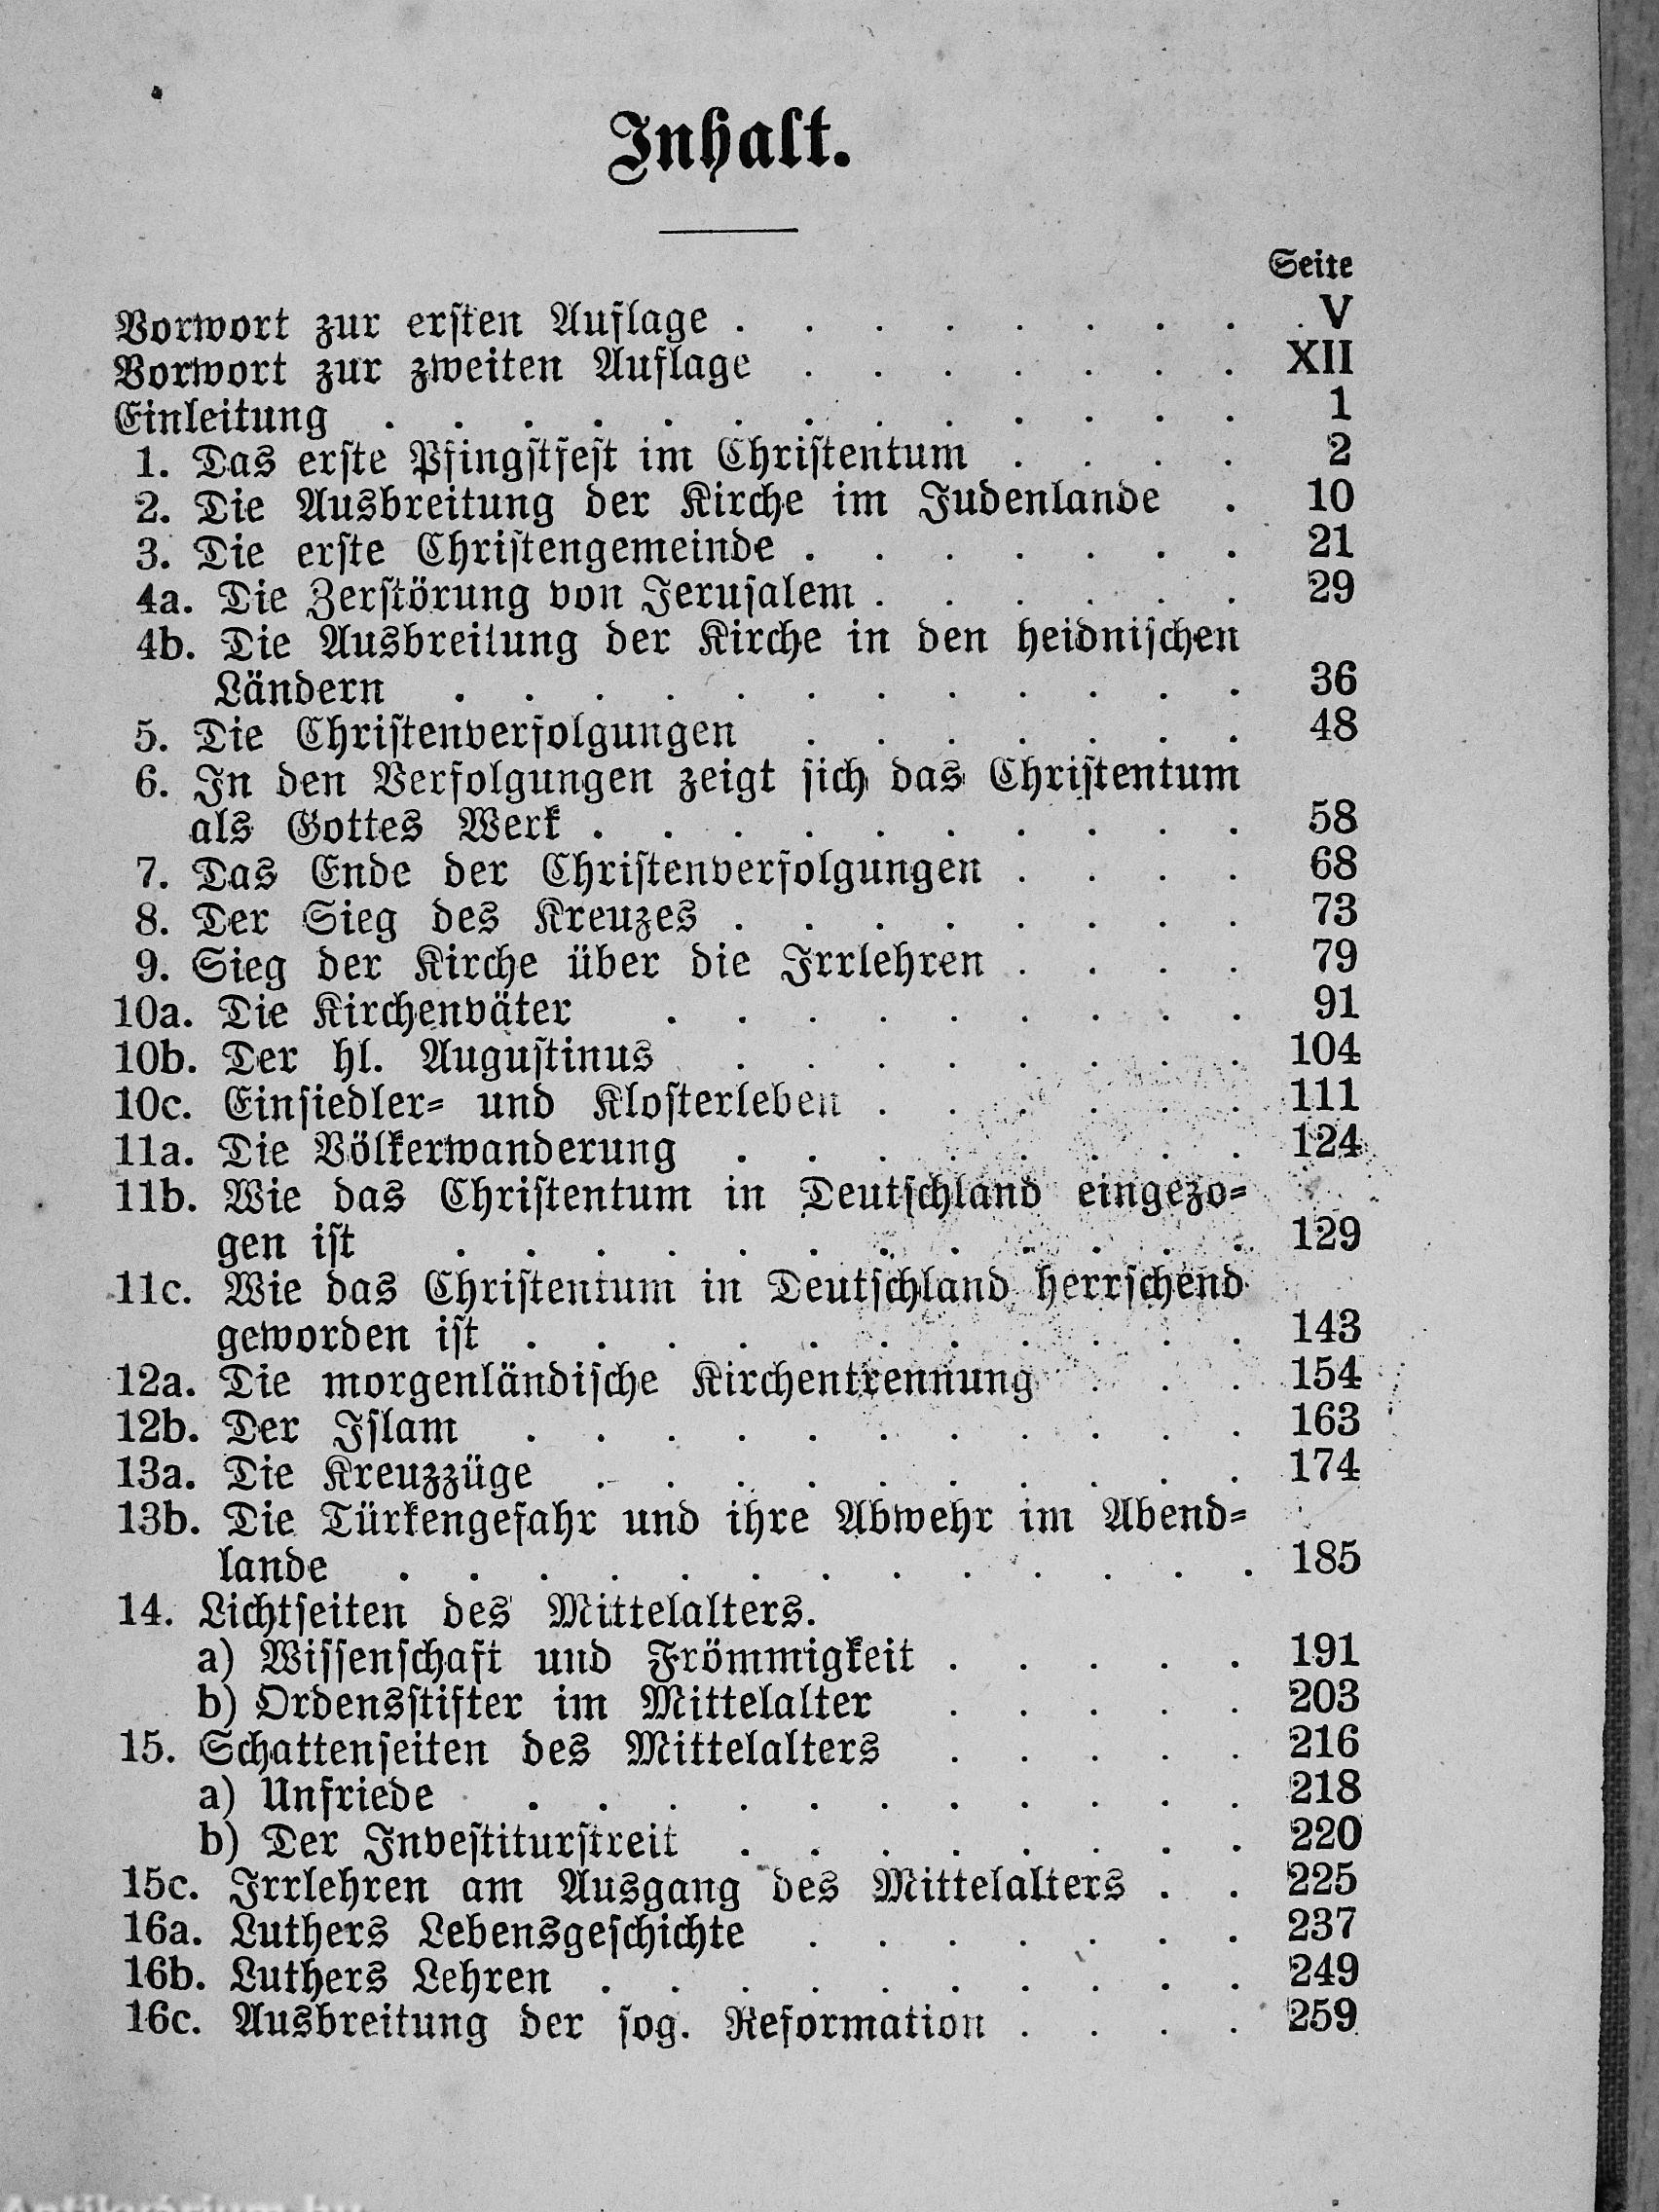 Inhalt.
Seite
Vorwort zur ersten Auflage . . . . . . . . V
Vorwort zur zweiten Auflage . . . . . . . XII
Einleitung . . . . . . . . . . . . . 1
1. Das erste Pfingstfest im Christentum . . . . 2
2. Die Ausbreitung der Kirche im Judenlande . 10
3. Die erste Christengemeinde . . . . . . . 21
4a. Die Zerstörung von Jerusalem . . . . . . 29
4b. Die Ausbreitung der Kirche in den heidnischen
Ländern . . . . . . . . . . . . 36
5. Die Christenverfolgungen . . . . . . . 48
6. In den Verfolgungen zeigt sich das Christentum
als Gottes Werk . . . . . . . . . . 58
7. Das Ende der Christenverfolgungen . . . . 68
8. Der Sieg des Kreuzes . . . . . . . . 73
9. Sieg der Kirche über die Irrlehren . . . . 79
10a. Die Kirchenväter . . . . . . . . . 91
10b. Der hl. Augustinus . . . . . . . . 104
10c. Einsiedler- und Klosterleben . . . . . . 111
11a. Die Völkerwanderung . . . . . . . . 124
11b. Wie das Christentum in Deutschland eingezo-
gen ist . . . . . . . . . . . . 129
11c. Wie das Christentum in Deutschland herrschend
geworden ist . . . . . . . . . . . 143
12a. Die morgenländische Kirchentrennung . . . 154
12b. Der Islam . . . . . . . . . . . 163
13a. Die Kreuzzüge . . . . . . . . . . 174
13b. Die Türkengefahr und ihre Abwehr im Abend-
lande . . . . . . . . . . . . . 185
14. Lichtseiten des Mittelalters.
a) Wissenschaft und Frömmigkeit . . . . . 191
b) Ordensstifter im Mittelalter . . . . . 203
15. Schattenseiten des Mittelalters . . . . . 216
a) Unfriede . . . . . . . . . . . 218
b) Der Investiturstreit . . . . . . . . 220
15c. Irrlehren am Ausgang des Mittelalters . . 225
16a. Luthers Lebensgeschichte . . . . . . . 237
16b. Luthers Lehren . . . . . . . . . . 249
16c. Ausbreitung der sog. Reformation . . . . 259
Antikvárium.hu